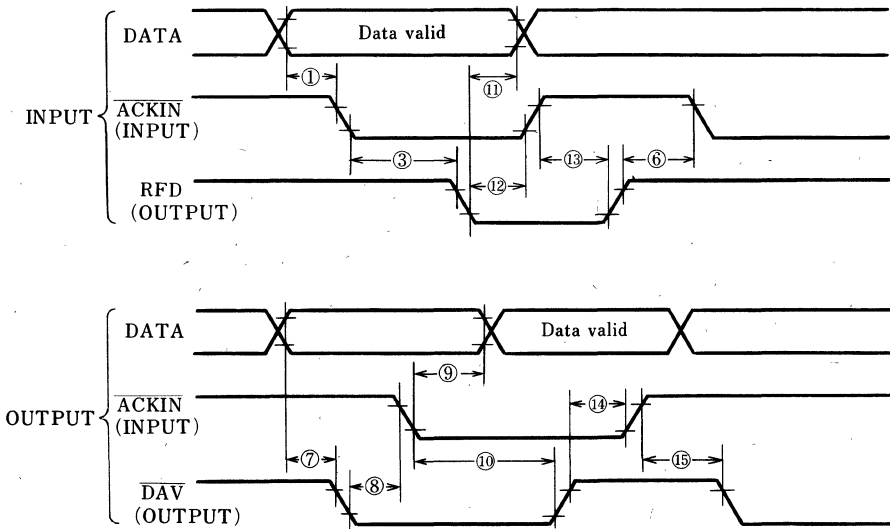 DATA
Data valid
① ⑪
INPUT
ACKIN
(INPUT)
③ ⑫ ⑬ ⑥
RFD
(OUTPUT)
DATA
Data valid
⑨
OUTPUT
ACKIN
(INPUT)
⑭
⑦ ⑧ ⑩ ⑮
DAV
(OUTPUT)